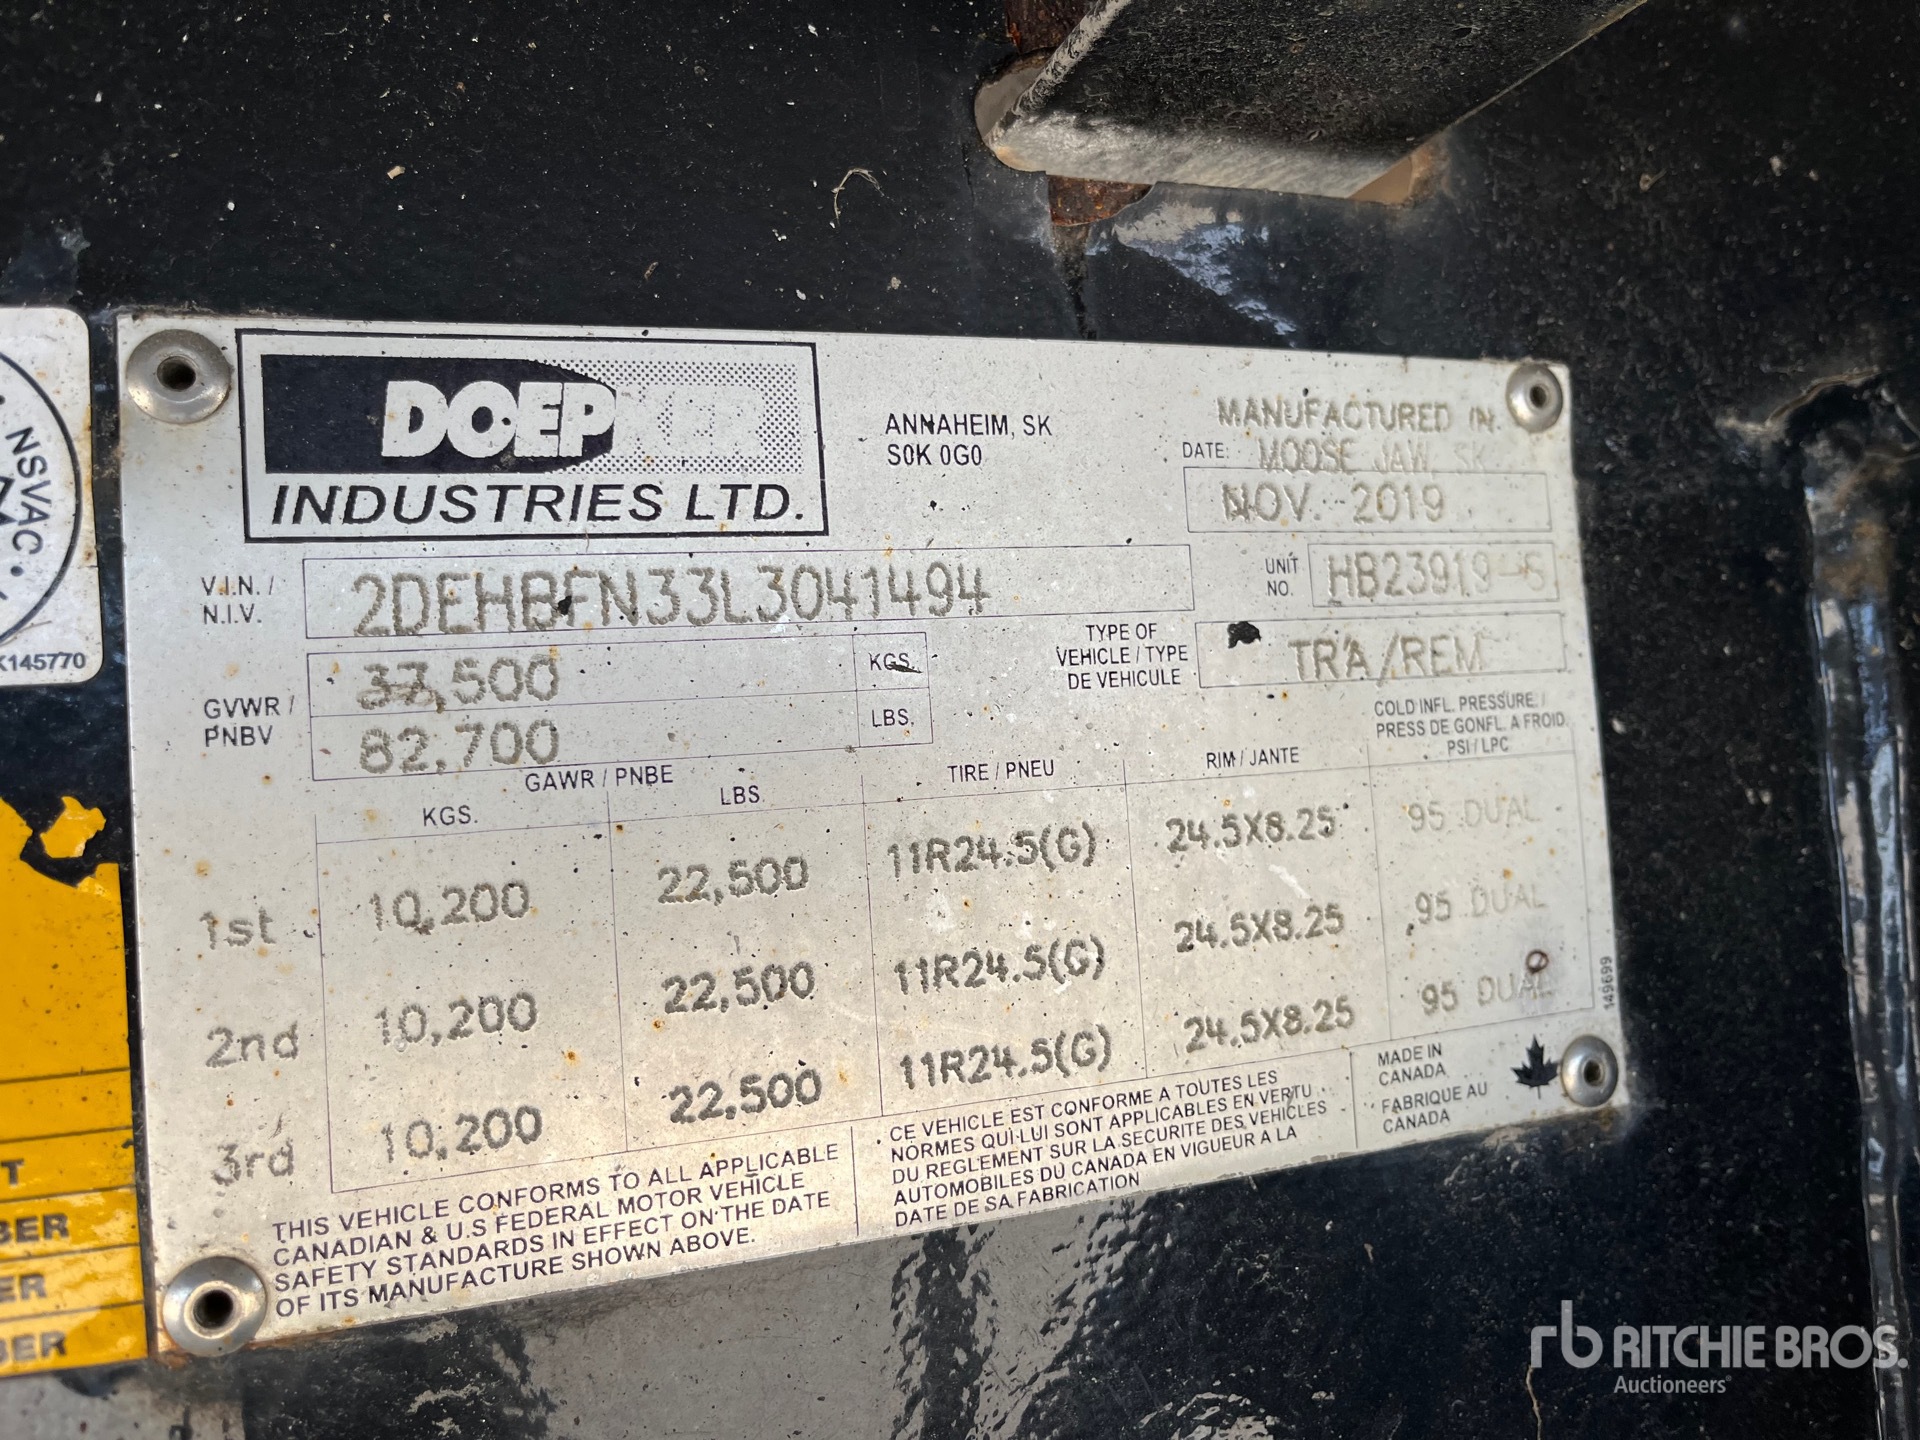 DOEPKER
INDUSTRIES LTD.
ANNAHEIM, SK
S0K 0G0
MANUFACTURED IN
DATE: MOOSE JAW, SK
NOV. 2019
V.I.N. /
N.I.V.
2DEHBFN33L3041494
UNIT
NO.
HB23919-S
GVWR /
PNBV
37,500 KGS.
82,700 LBS.
TYPE OF
VEHICLE / TYPE
DE VEHICULE
TRA/REM
GAWR / PNBE
KGS.
LBS
TIRE / PNEU
RIM / JANTE
COLD INFL. PRESSURE. /
PRESS DE GONFL. A FROID.
PSI / LPC
1st 10,200 22,500 11R24.5(G) 24.5X8.25 95 DUAL
2nd 10,200 22,500 11R24.5(G) 24.5X8.25 95 DUAL
3rd 10,200 22,500 11R24.5(G) 24.5X8.25 95 DUAL
149699
THIS VEHICLE CONFORMS TO ALL APPLICABLE
CANADIAN & U.S FEDERAL MOTOR VEHICLE
SAFETY STANDARDS IN EFFECT ON THE DATE
OF ITS MANUFACTURE SHOWN ABOVE.
CE VEHICLE EST CONFORME A TOUTES LES
NORMES QUI LUI SONT APPLICABLES EN VERTU
DU REGLEMENT SUR LA SECURITE DES VEHICLES
AUTOMOBILES DU CANADA EN VIGUEUR A LA
DATE DE SA FABRICATION
MADE IN
CANADA
FABRIQUE AU
CANADA
NSVAC
145770
T
BER
ER
BER
rb RITCHIE BROS.
Auctioneers